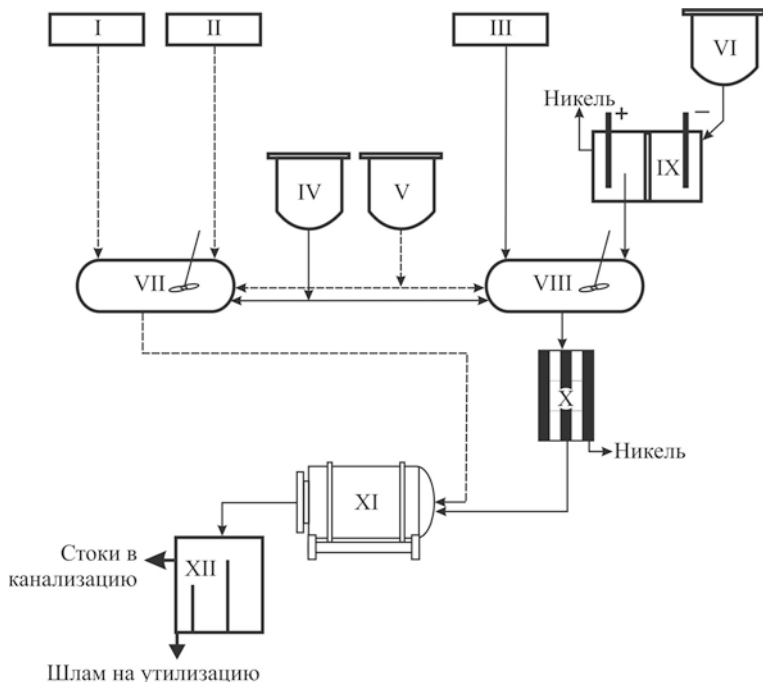 I
II
III
VI
Никель
+
–
IX
IV
V
VII
VIII
X
Никель
XI
XII
Стоки в
канализацию
Шлам на утилизацию